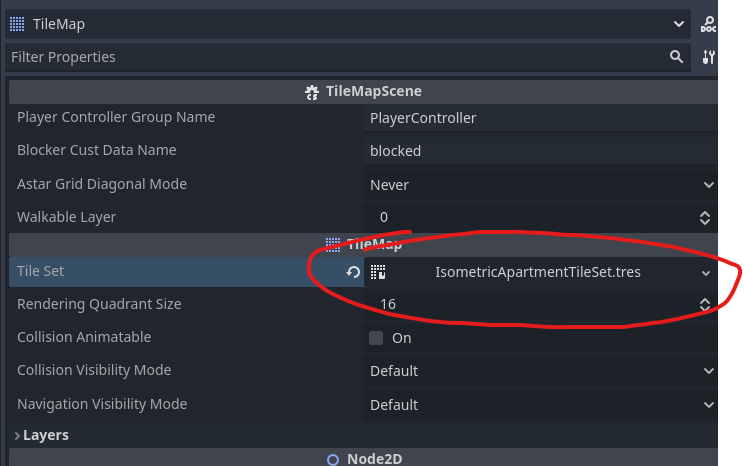 TileMap
DOC
Filter Properties
TileMapScene
Player Controller Group Name PlayerController
Blocker Cust Data Name blocked
Astar Grid Diagonal Mode Never
Walkable Layer 0
TileMap
Tile Set IsometricApartmentTileSet.tres
Rendering Quadrant Size 16
Collision Animatable On
Collision Visibility Mode Default
Navigation Visibility Mode Default
Layers
Node2D